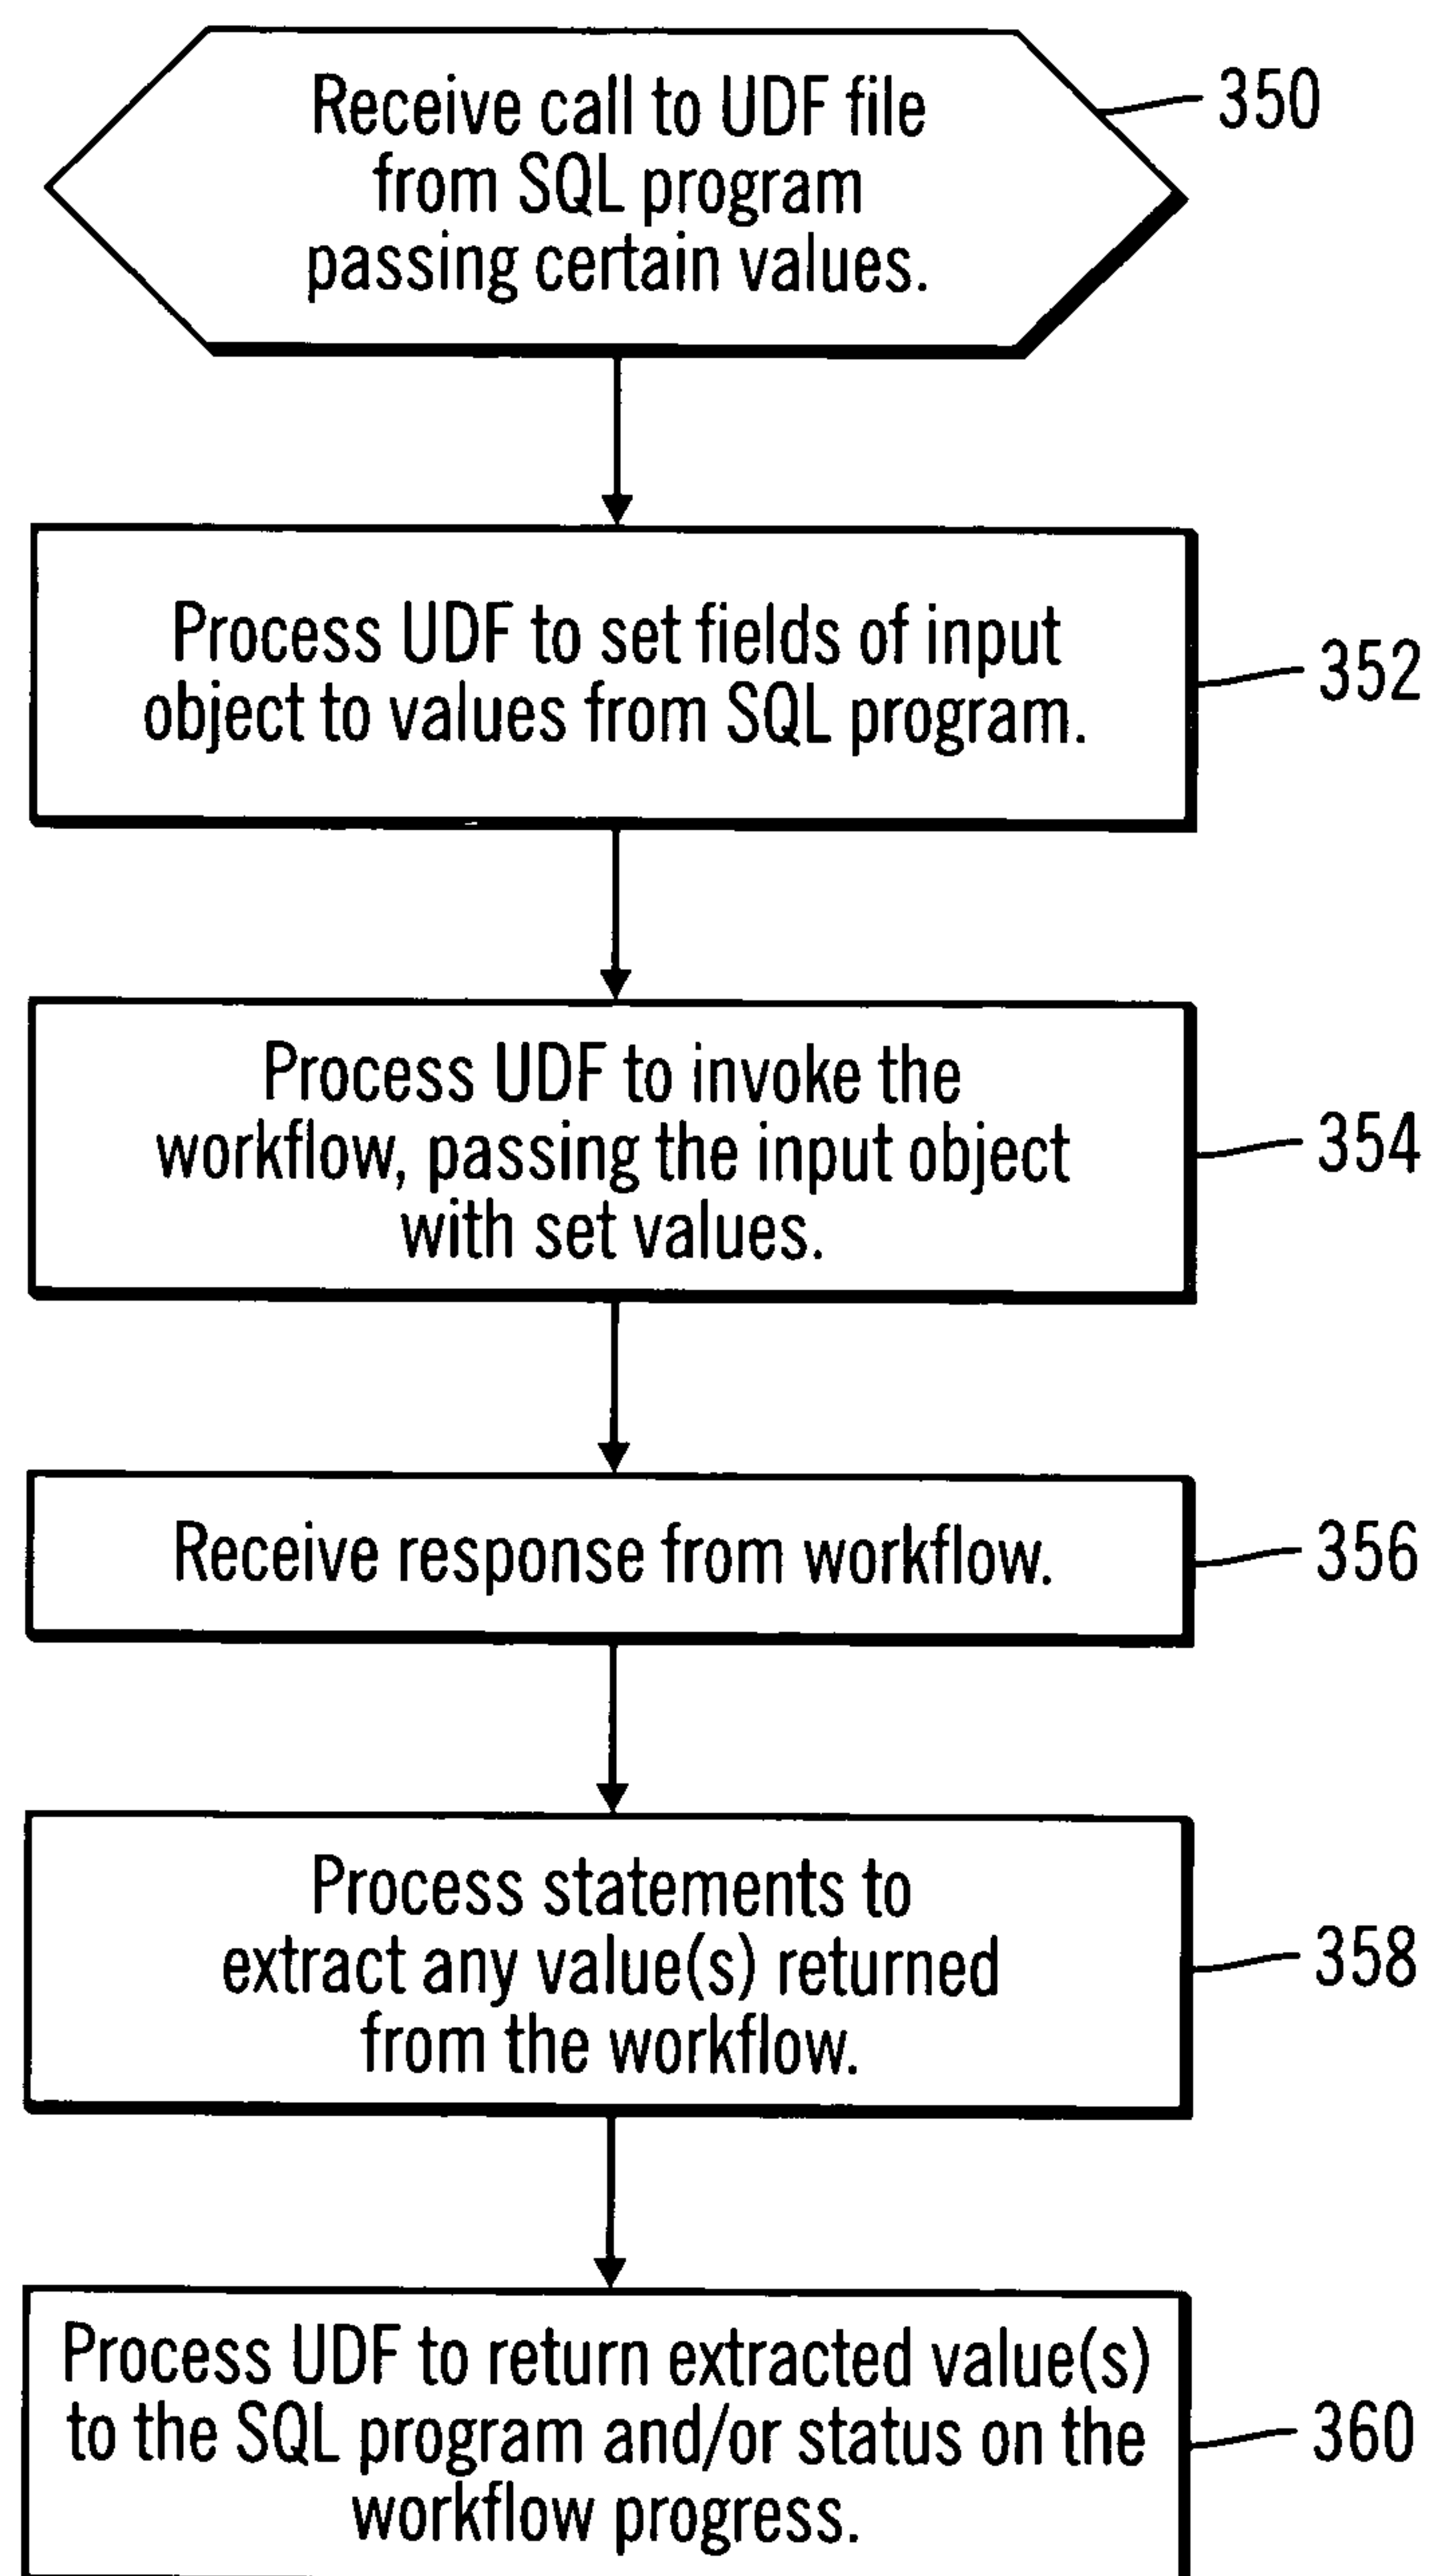 Receive call to UDF file
from SQL program
passing certain values.
350
Process UDF to set fields of input
object to values from SQL program.
352
Process UDF to invoke the
workflow, passing the input object
with set values.
354
Receive response from workflow.
356
Process statements to
extract any value(s) returned
from the workflow.
358
Process UDF to return extracted value(s)
to the SQL program and/or status on the
workflow progress.
360